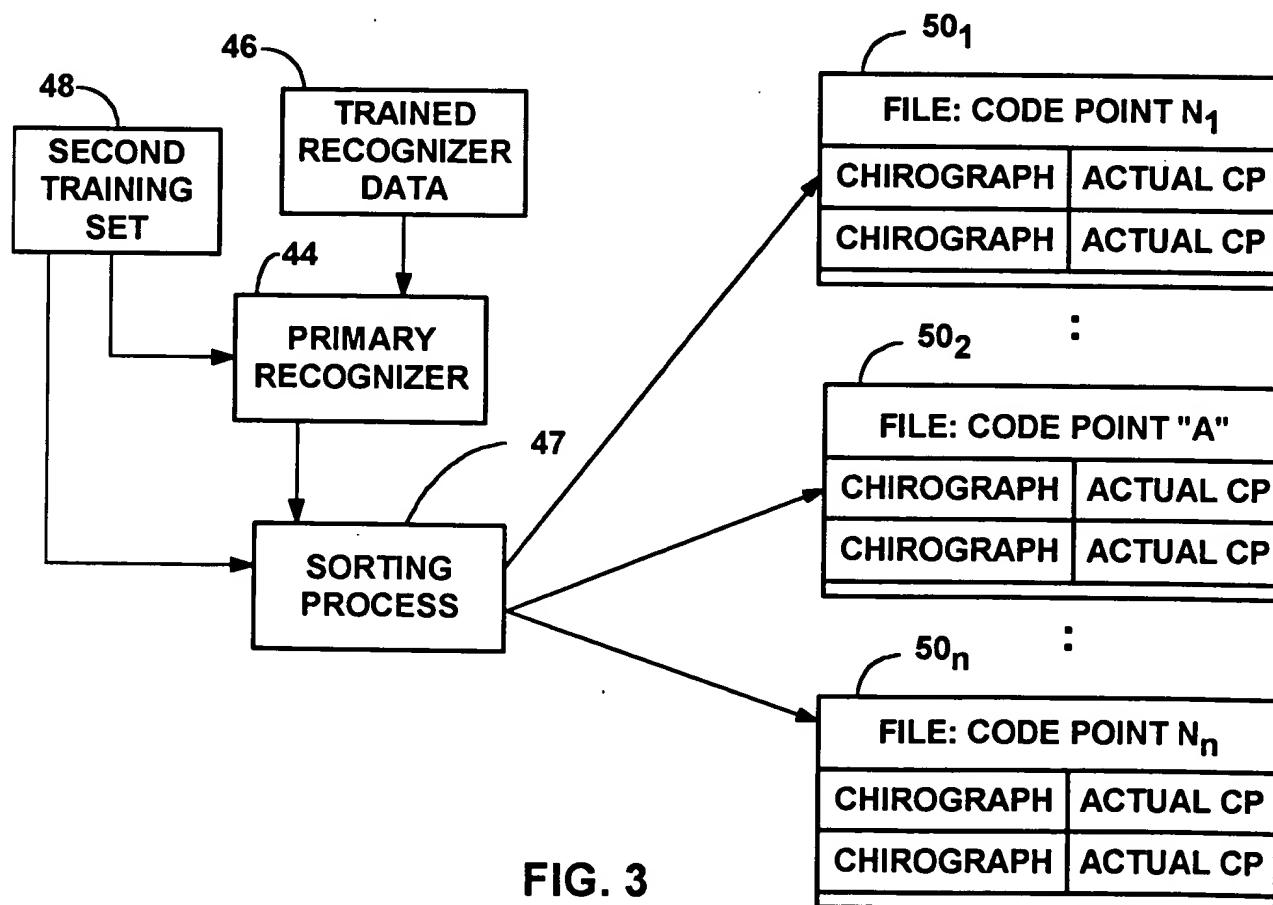 48
SECOND
TRAINING
SET
46
TRAINED
RECOGNIZER
DATA
44
PRIMARY
RECOGNIZER
47
SORTING
PROCESS
50₁
FILE: CODE POINT N₁
CHIROGRAPH ACTUAL CP
CHIROGRAPH ACTUAL CP
:
50₂
FILE: CODE POINT "A"
CHIROGRAPH ACTUAL CP
CHIROGRAPH ACTUAL CP
:
50ₙ
FILE: CODE POINT Nₙ
CHIROGRAPH ACTUAL CP
CHIROGRAPH ACTUAL CP
FIG. 3